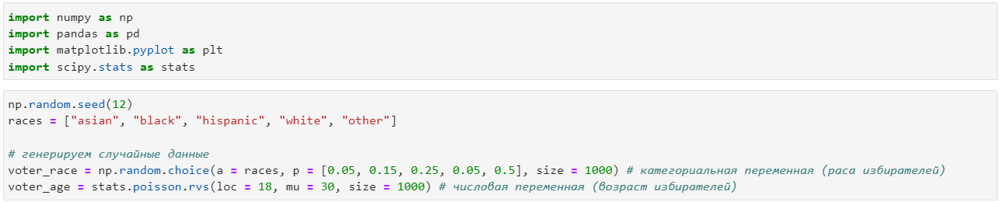 import numpy as np
import pandas as pd
import matplotlib.pyplot as plt
import scipy.stats as stats
np.random.seed(12)
races = ["asian", "black", "hispanic", "white", "other"]
# генерируем случайные данные
voter_race = np.random.choice(a = races, p = [0.05, 0.15, 0.25, 0.05, 0.5], size = 1000) # категориальная переменная (раса избирателей)
voter_age = stats.poisson.rvs(loc = 18, mu = 30, size = 1000) # числовая переменная (возраст избирателей)